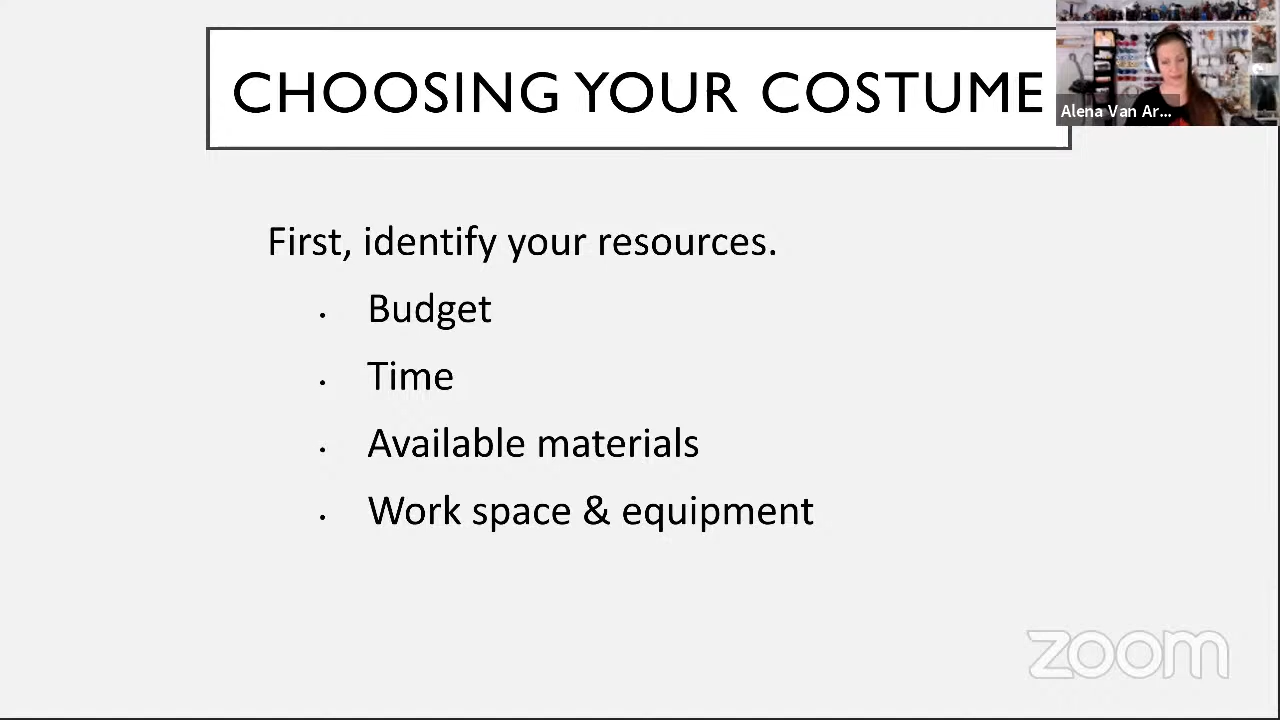 CHOOSING YOUR COSTUME
Alena Van Ar...
First, identify your resources.
• Budget
• Time
• Available materials
• Work space & equipment
zoom